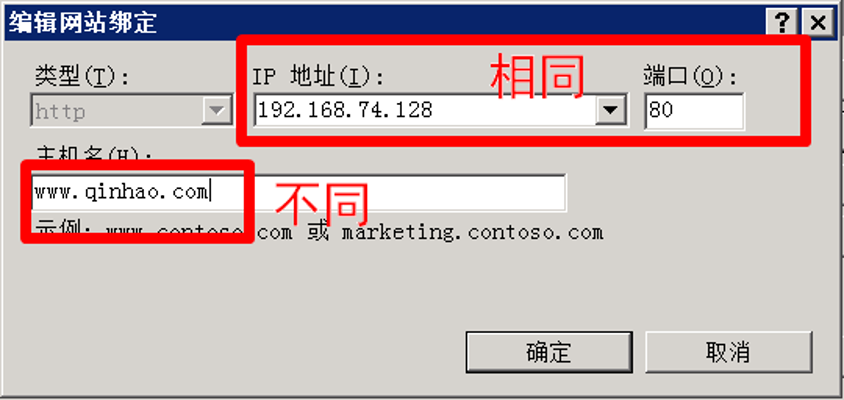 编辑网站绑定
类型(T): IP 地址(I): 相同 端口(O):
http 192.168.74.128 80
主机名(H):
www.qinhao.com 不同
示例: www.contoso.com 或 marketing.contoso.com
确定 取消